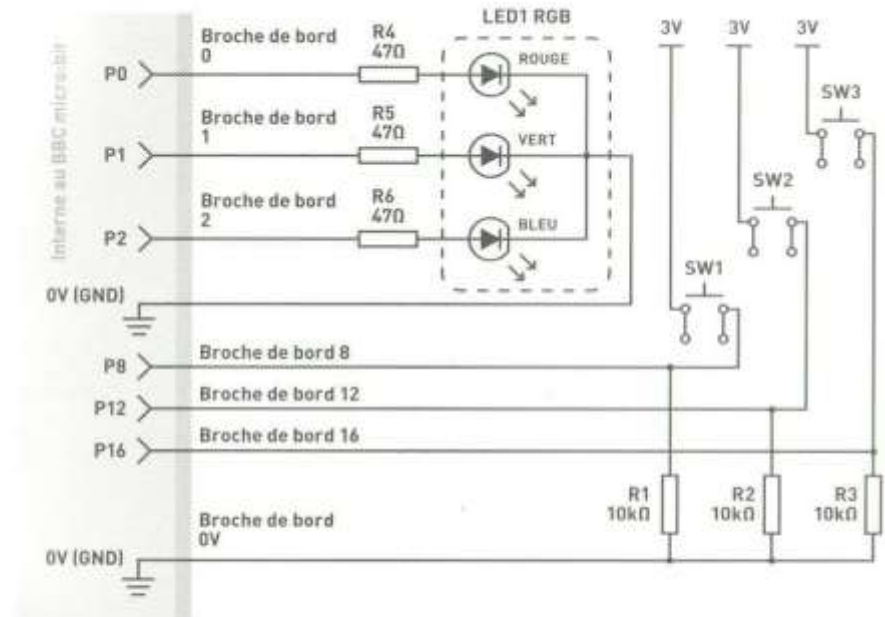 LED1 RGB
Broche de bord
0
R4
47Ω
3V
3V
3V
P0
ROUGE
Interne au BBC micro:bit
Broche de bord
1
R5
47Ω
SW3
P1
VERT
Broche de bord
2
R6
47Ω
SW2
P2
BLEU
SW1
0V (GND)
P8
Broche de bord 8
P12
Broche de bord 12
P16
Broche de bord 16
R1
10kΩ
R2
10kΩ
R3
10kΩ
Broche de bord
0V
0V (GND)